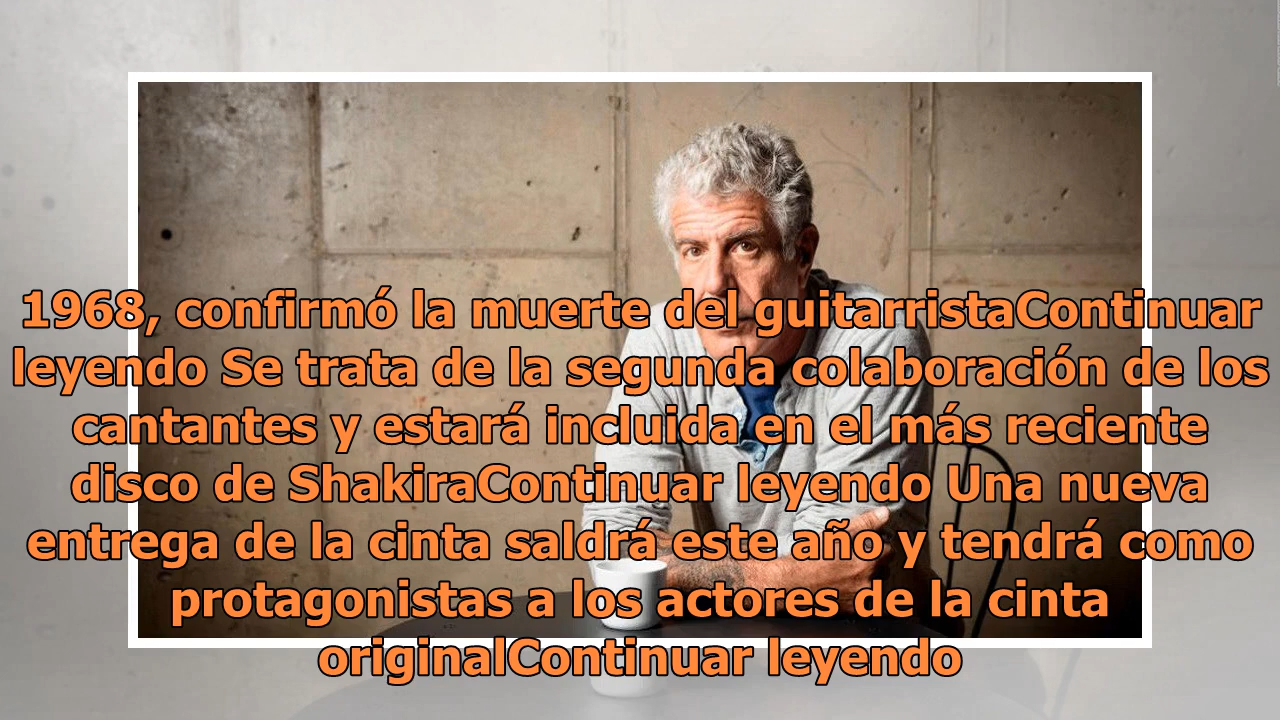 1968, confirmó la muerte del guitarristaContinuar
leyendo Se trata de la segunda colaboración de los
cantantes y estará incluida en el más reciente
disco de ShakiraContinuar leyendo Una nueva
entrega de la cinta saldrá este año y tendrá como
protagonistas a los actores de la cinta
originalContinuar leyendo